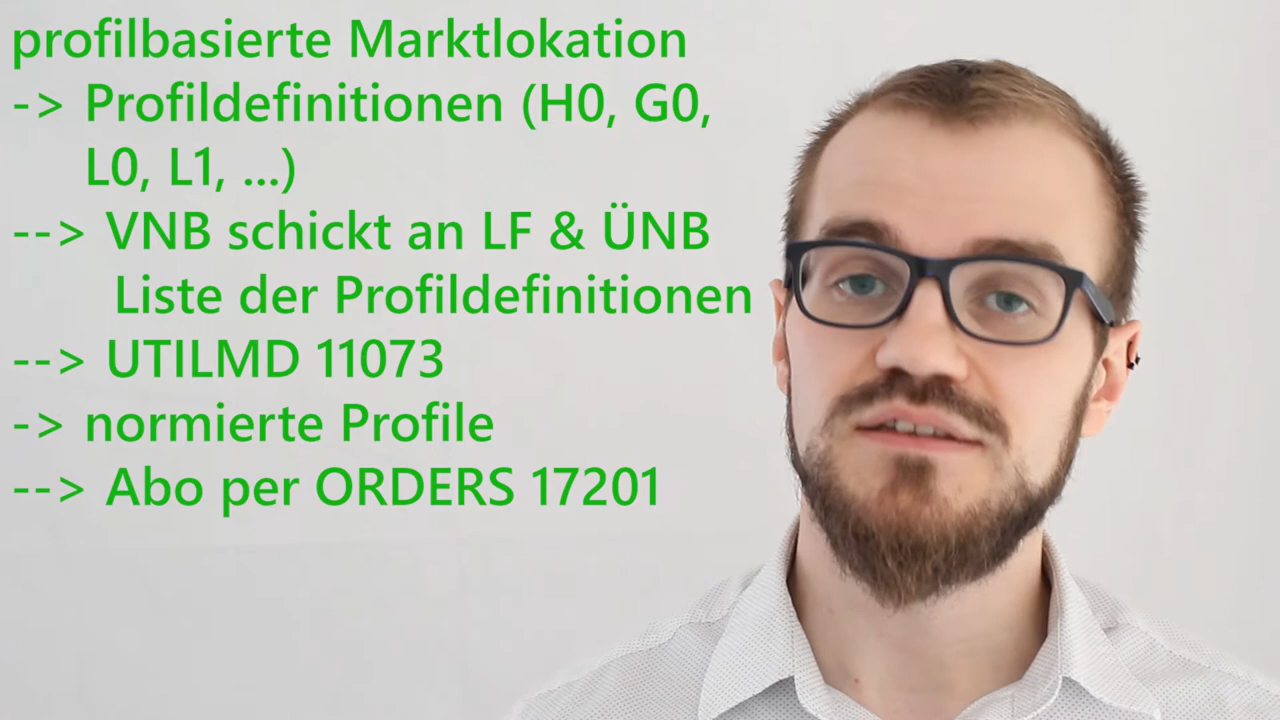 profilbasierte Marktlokation
-> Profildefinitionen (H0, G0,
L0, L1, ...)
--> VNB schickt an LF & ÜNB
Liste der Profildefinitionen
--> UTILMD 11073
-> normierte Profile
--> Abo per ORDERS 17201